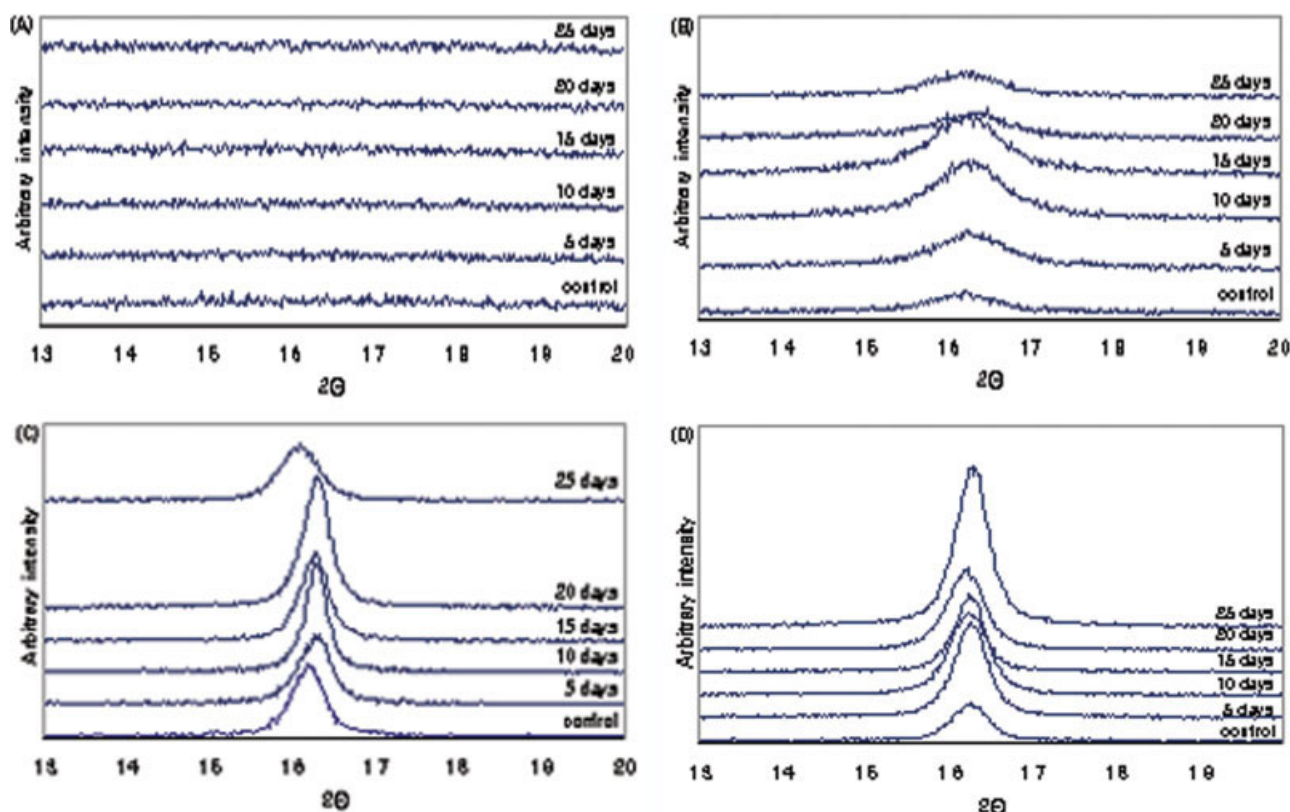 (A)
Arbitrary intensity
25 days
20 days
15 days
10 days
5 days
control
13 14 15 16 17 18 19 20
2Θ
(B)
Arbitrary intensity
25 days
20 days
15 days
10 days
5 days
control
13 14 15 16 17 18 19 20
2Θ
(C)
Arbitrary intensity
25 days
20 days
15 days
10 days
5 days
control
13 14 15 16 17 18 19 20
2Θ
(D)
Arbitrary intensity
25 days
20 days
15 days
10 days
5 days
control
13 14 15 16 17 18 19
2Θ